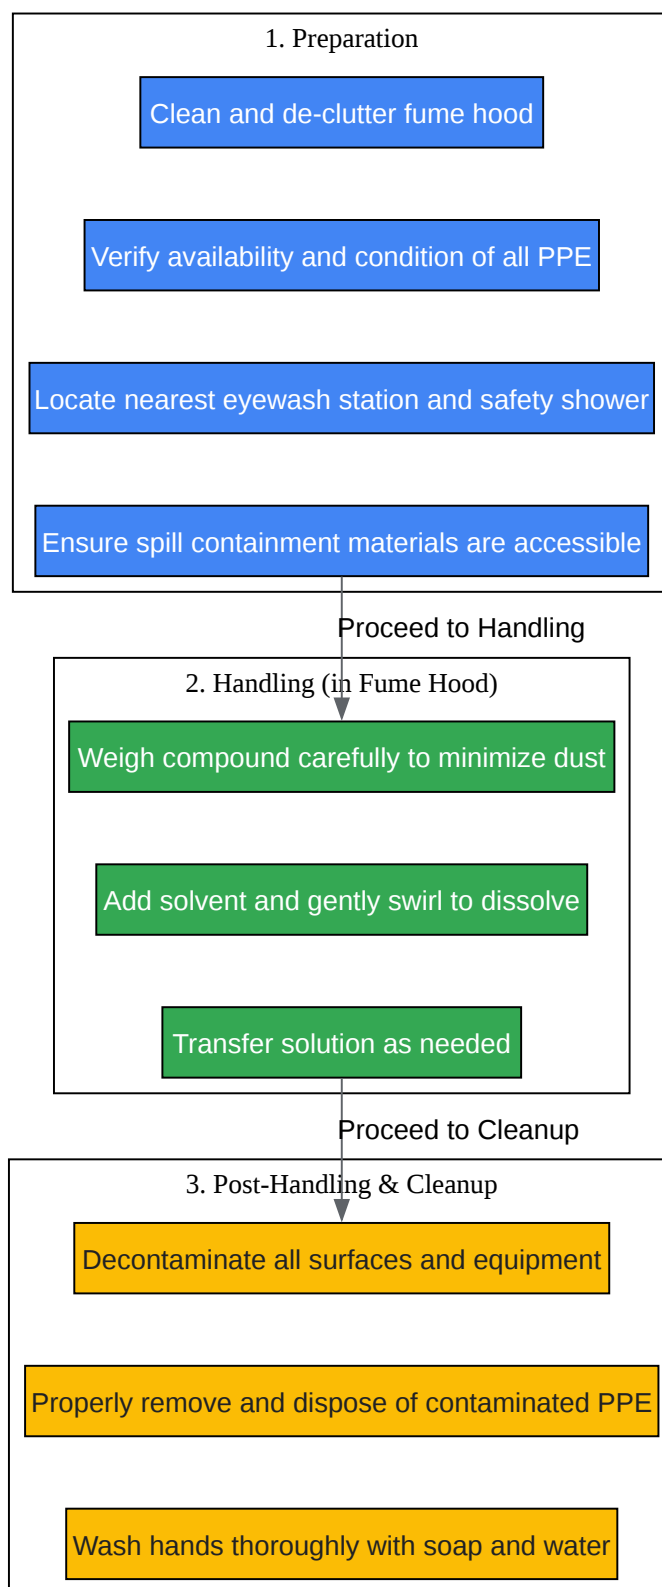 1. Preparation
Clean and de-clutter fume hood
Verify availability and condition of all PPE
Locate nearest eyewash station and safety shower
Ensure spill containment materials are accessible
Proceed to Handling
2. Handling (in Fume Hood)
Weigh compound carefully to minimize dust
Add solvent and gently swirl to dissolve
Transfer solution as needed
Proceed to Cleanup
3. Post-Handling & Cleanup
Decontaminate all surfaces and equipment
Properly remove and dispose of contaminated PPE
Wash hands thoroughly with soap and water